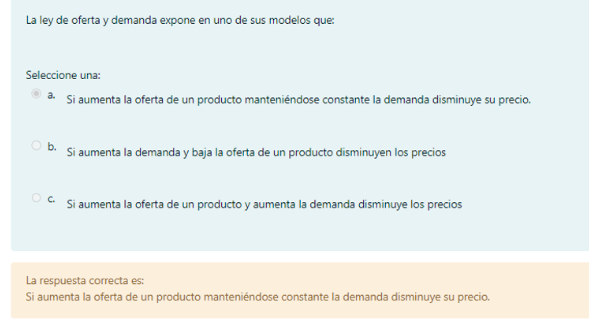 La ley de oferta y demanda expone en uno de sus modelos que:
Seleccione una:
a. Si aumenta la oferta de un producto manteniéndose constante la demanda disminuye su precio.
b. Si aumenta la demanda y baja la oferta de un producto disminuyen los precios
c. Si aumenta la oferta de un producto y aumenta la demanda disminuye los precios
La respuesta correcta es:
Si aumenta la oferta de un producto manteniéndose constante la demanda disminuye su precio.